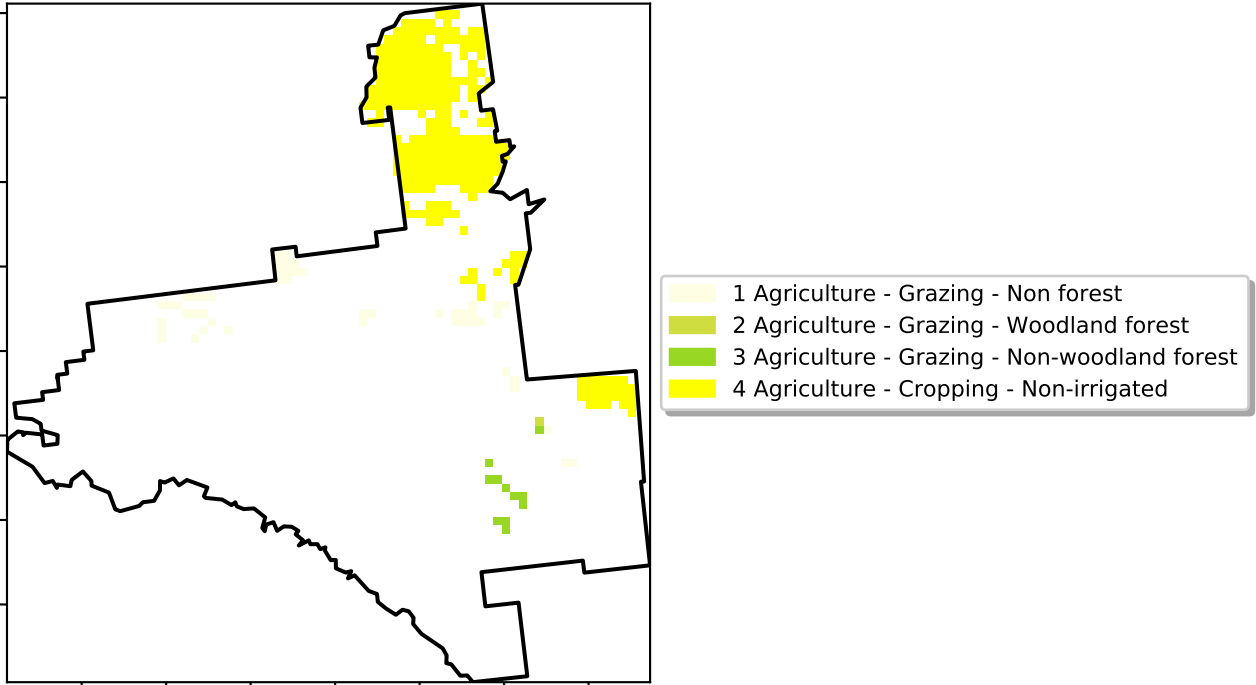 1 Agriculture - Grazing - Non forest
2 Agriculture - Grazing - Woodland forest
3 Agriculture - Grazing - Non-woodland forest
4 Agriculture - Cropping - Non-irrigated